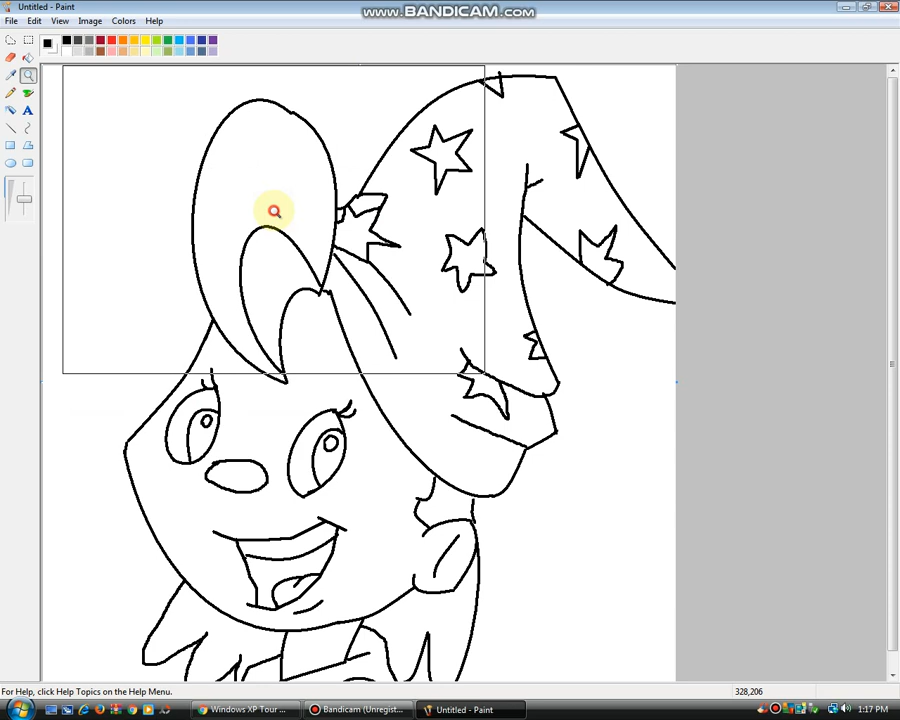 Untitled - Paint
www.BANDICAM.com
File Edit View Image Colors Help
A
For Help, click Help Topics on the Help Menu.
328,206
Windows XP Tour ...
Bandicam (Unregist...
Untitled - Paint
1:17 PM